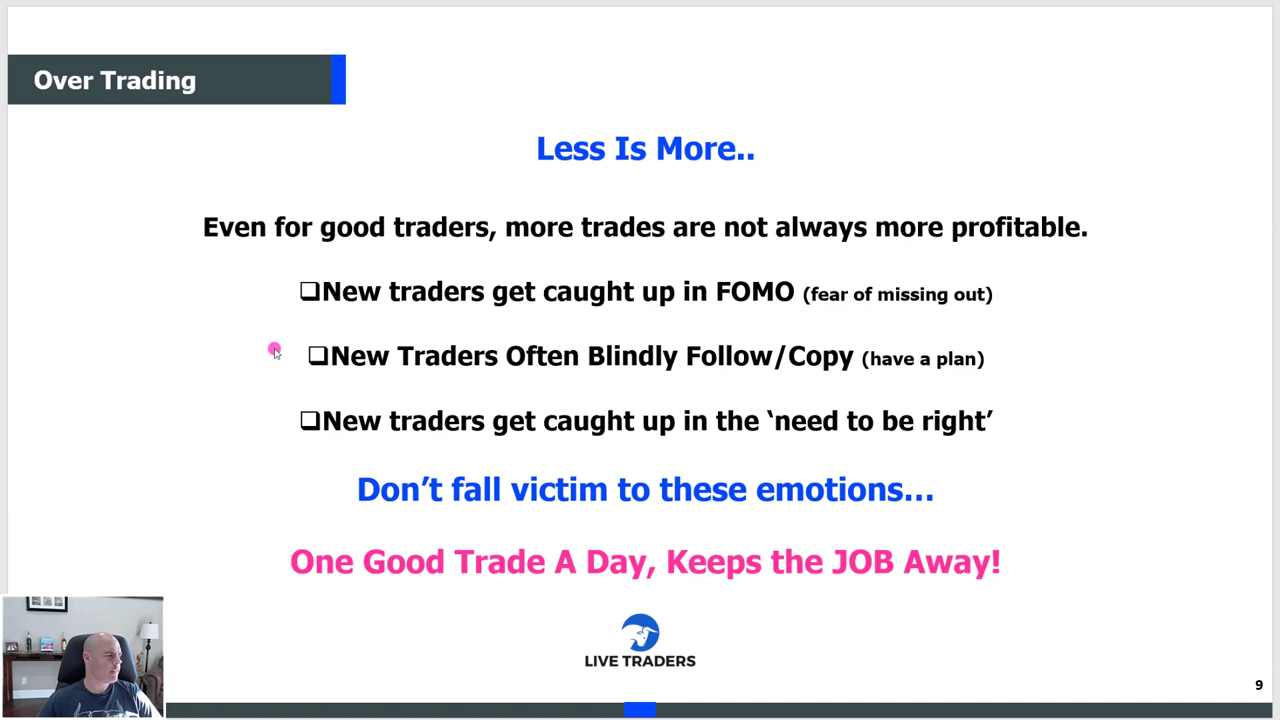 Over Trading
Less Is More..
Even for good traders, more trades are not always more profitable.
❑New traders get caught up in FOMO (fear of missing out)
❑New Traders Often Blindly Follow/Copy (have a plan)
❑New traders get caught up in the ‘need to be right’
Don’t fall victim to these emotions…
One Good Trade A Day, Keeps the JOB Away!
LIVE TRADERS
9